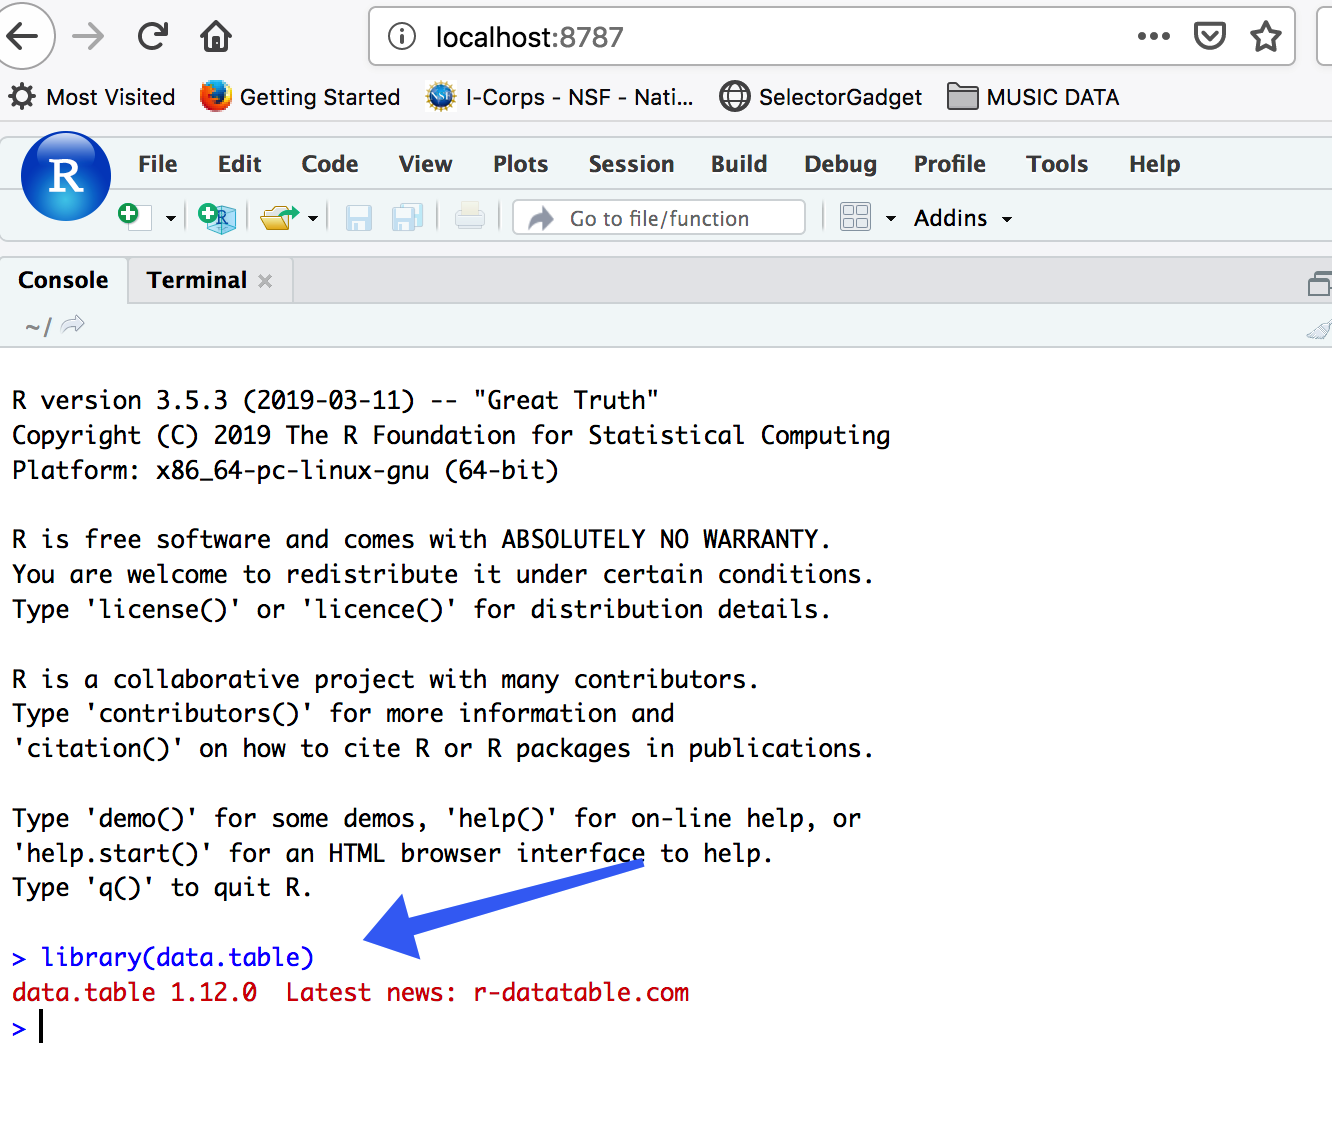 localhost:8787
Most Visited Getting Started I-Corps - NSF - Nati... SelectorGadget MUSIC DATA
R File Edit Code View Plots Session Build Debug Profile Tools Help
Go to file/function Addins
Console Terminal
~/
R version 3.5.3 (2019-03-11) -- "Great Truth"
Copyright (C) 2019 The R Foundation for Statistical Computing
Platform: x86_64-pc-linux-gnu (64-bit)
R is free software and comes with ABSOLUTELY NO WARRANTY.
You are welcome to redistribute it under certain conditions.
Type 'license()' or 'licence()' for distribution details.
R is a collaborative project with many contributors.
Type 'contributors()' for more information and
'citation()' on how to cite R or R packages in publications.
Type 'demo()' for some demos, 'help()' for on-line help, or
'help.start()' for an HTML browser interface to help.
Type 'q()' to quit R.
> library(data.table)
data.table 1.12.0  Latest news: r-datatable.com
>